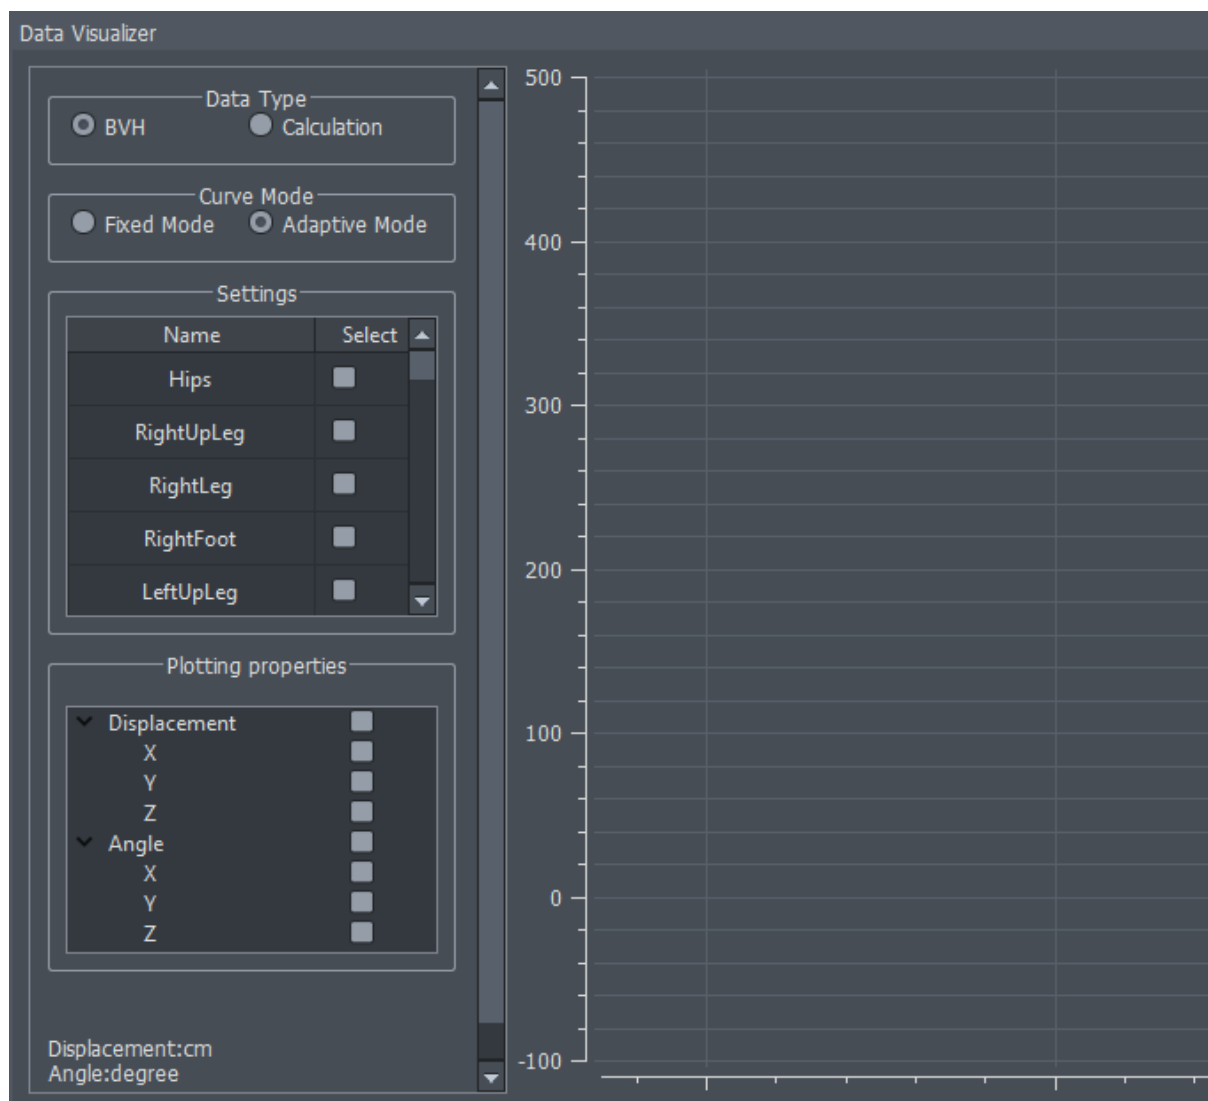 Data Visualizer
Data Type
BVH Calculation
Curve Mode
Fixed Mode Adaptive Mode
Settings
Name Select
Hips
RightUpLeg
RightLeg
RightFoot
LeftUpLeg
Plotting properties
Displacement
X
Y
Z
Angle
X
Y
Z
Displacement:cm
Angle:degree
500
400
300
200
100
0
-100